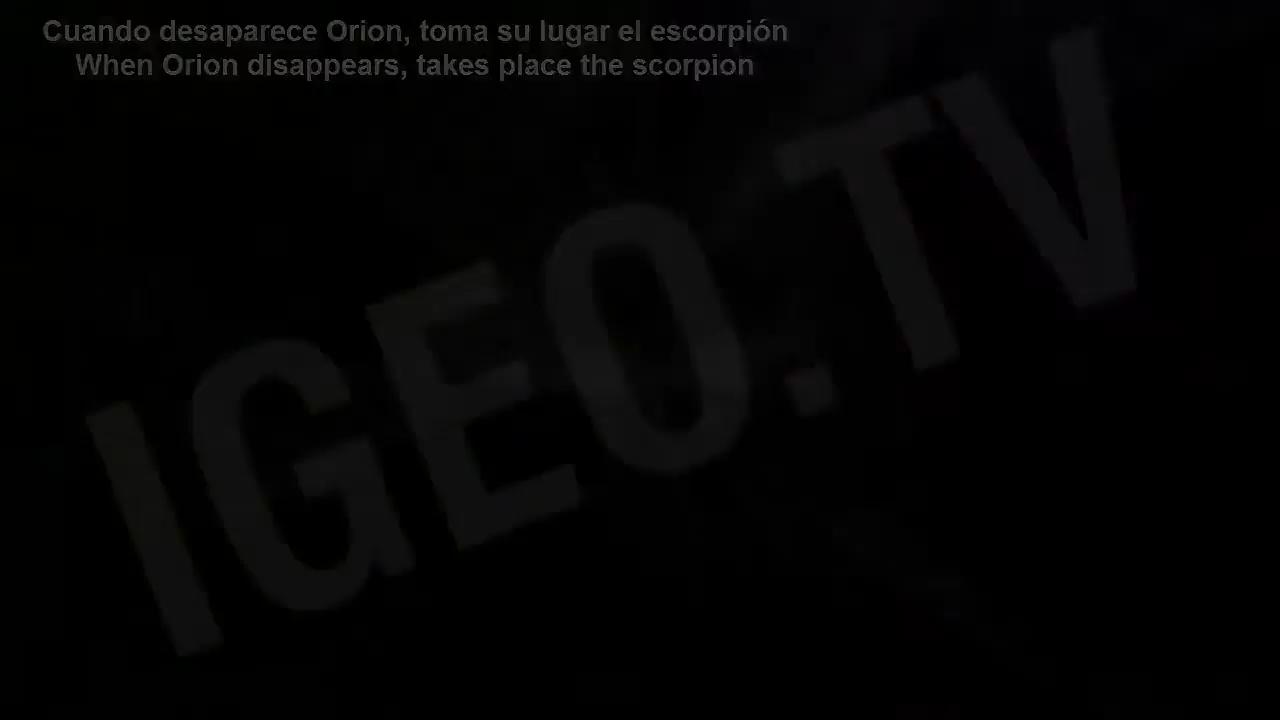 Cuando desaparece Orion, toma su lugar el escorpión
When Orion disappears, takes place the scorpion
IGEO.TV